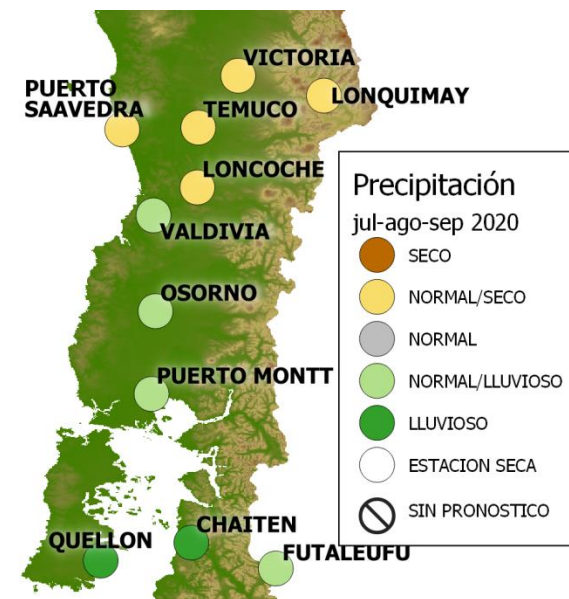 VICTORIA
PUERTO
SAAVEDRA
LONQUIMAY
TEMUCO
LONCOCHE
VALDIVIA
OSORNO
PUERTO MONTT
CHAITEN
QUELLON
FUTALEUFU
Precipitación
jul-ago-sep 2020
SECO
NORMAL/SECO
NORMAL
NORMAL/LLUVIOSO
LLUVIOSO
ESTACION SECA
SIN PRONOSTICO